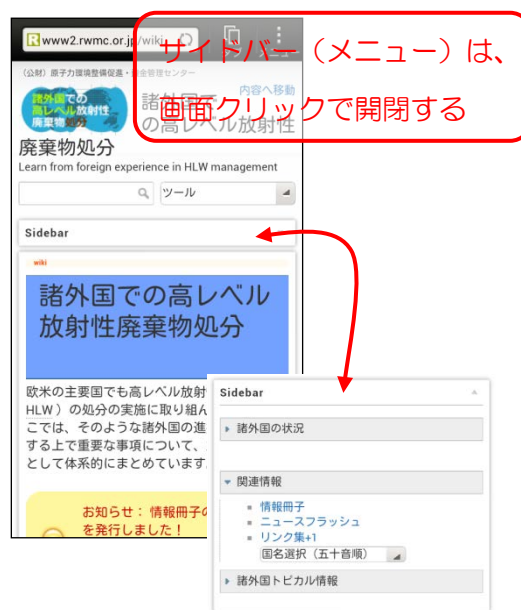 www2.rwmc.or.jp/wiki
サイドバー（メニュー）は、
画面クリックで開閉する
（公財）原子力環境整備促進・
内容へ移動
諸外国での
高レベル放射性
廃棄物処分
諸外国で
の高レベル放射性
廃棄物処分
Learn from foreign experience in HLW management
ツール
Sidebar
wiki
諸外国での高レベル
放射性廃棄物処分
欧米の主要国でも高レベル放射
HLW ）の処分の実施に取り組ん
こでは、そのような諸外国の進
する上で重要な事項について、
として体系的にまとめています
お知らせ： 情報冊子の
を発行しました！
Sidebar
諸外国の状況
関連情報
情報冊子
ニュースフラッシュ
リンク集+1
国名選択（五十音順）
諸外国トピカル情報